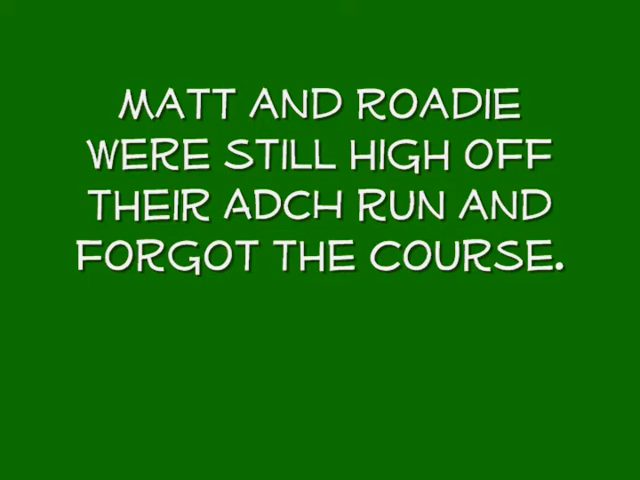 MATT AND ROADIE
WERE STILL HIGH OFF
THEIR ADCH RUN AND
FORGOT THE COURSE.